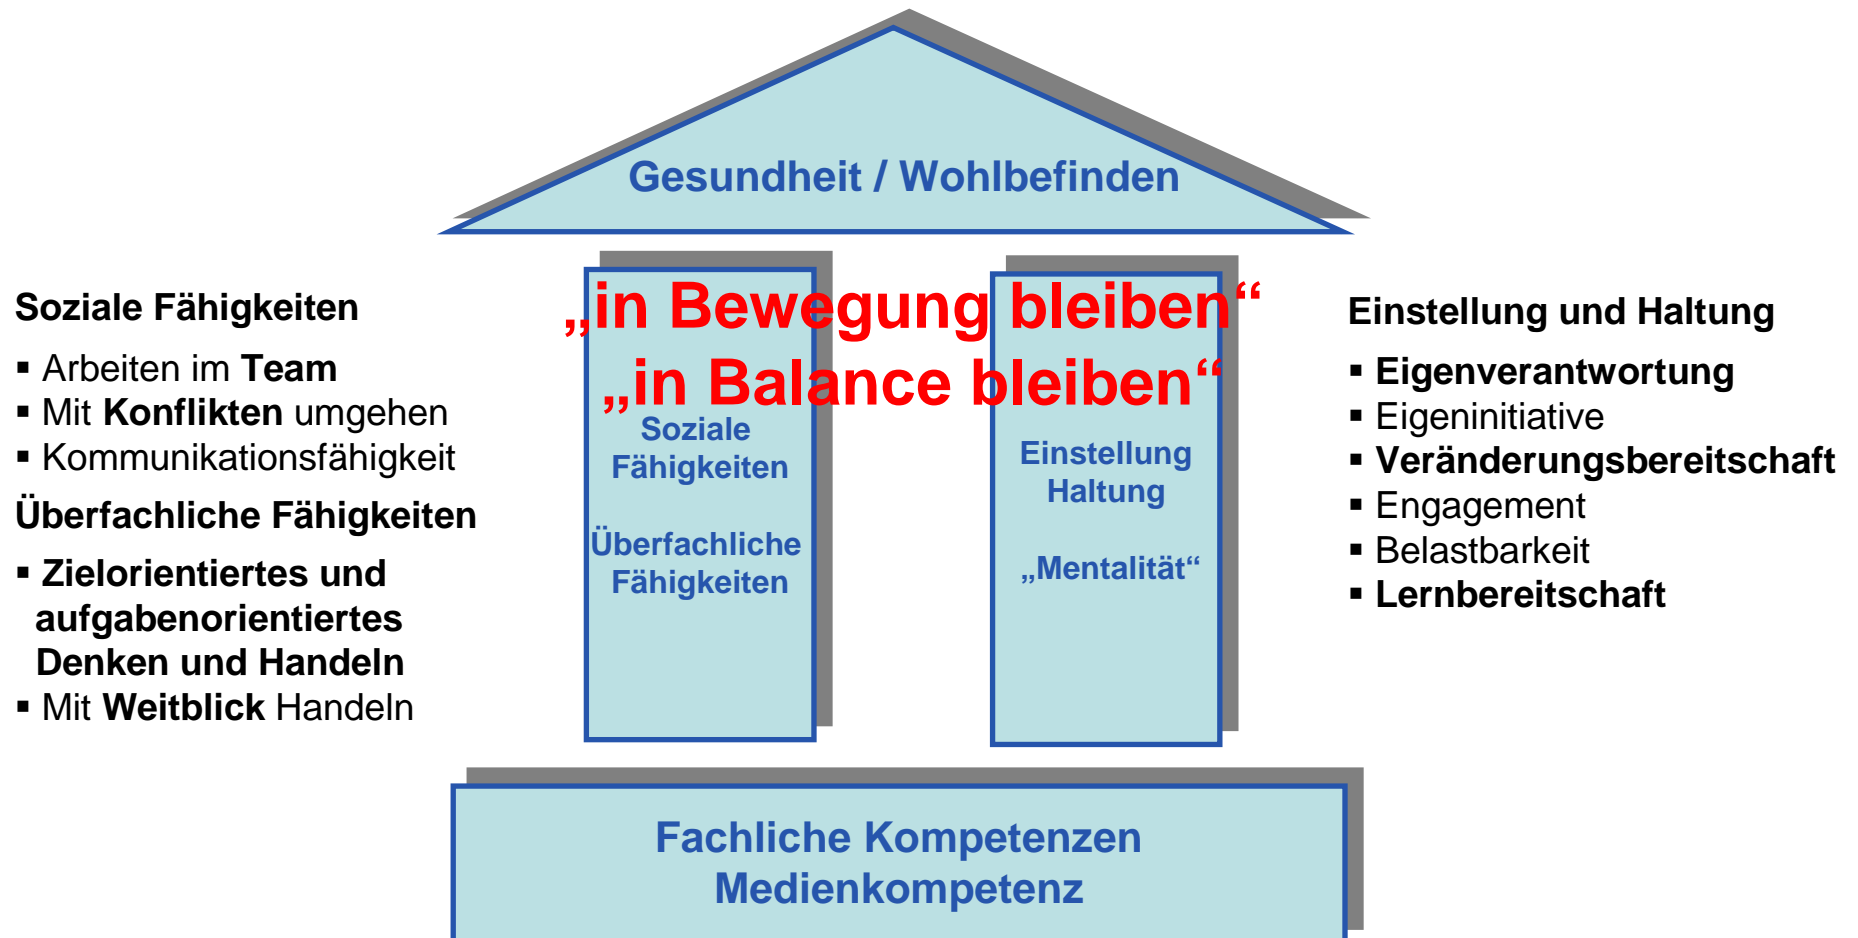 Gesundheit / Wohlbefinden
„in Bewegung bleiben“
„in Balance bleiben“
Soziale Fähigkeiten
▪ Arbeiten im Team
▪ Mit Konflikten umgehen
▪ Kommunikationsfähigkeit
Überfachliche Fähigkeiten
▪ Zielorientiertes und
aufgabenorientiertes
Denken und Handeln
▪ Mit Weitblick Handeln
Soziale
Fähigkeiten
Überfachliche
Fähigkeiten
Einstellung
Haltung
„Mentalität“
Einstellung und Haltung
▪ Eigenverantwortung
▪ Eigeninitiative
▪ Veränderungsbereitschaft
▪ Engagement
▪ Belastbarkeit
▪ Lernbereitschaft
Fachliche Kompetenzen
Medienkompetenz